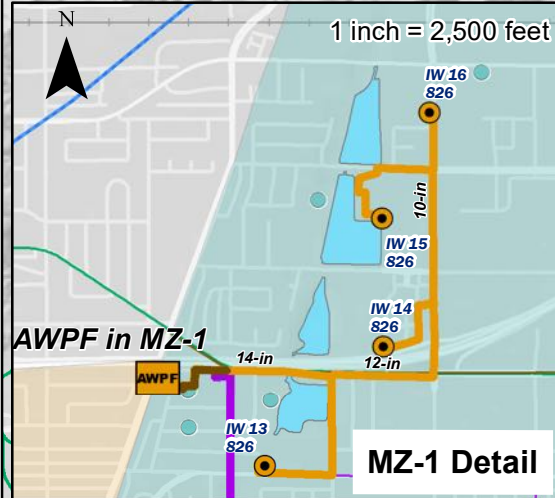 N
1 inch = 2,500 feet
IW 16
826
10-in
IW 15
826
IW 14
826
AWPF in MZ-1
14-in
12-in
AWPF
IW 13
826
MZ-1 Detail